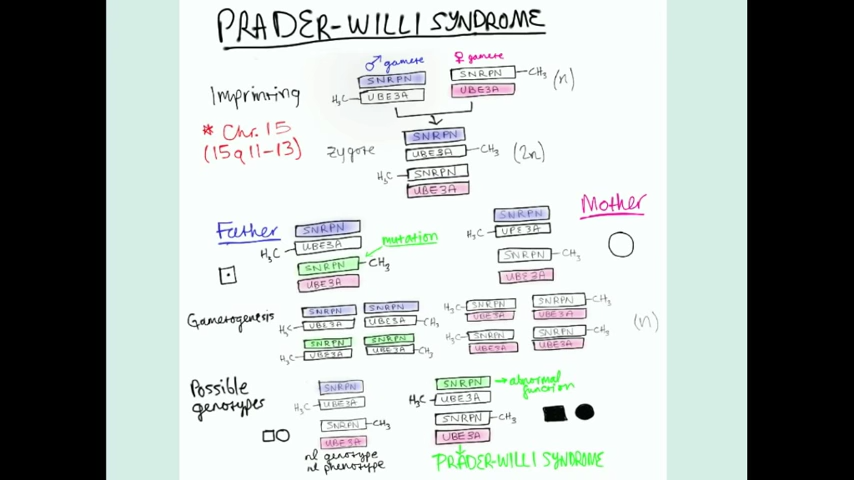 PRADER-WILLI SYNDROME
♂ gamete
♀ gamete
SNRPN
SNRPN CH3
(n)
Imprinting
H3C UBE3A
UBE3A
* Chr. 15
(15q11-13)
SNRPN
zygote
UBE3A CH3
(2n)
H3C SNRPN
UBE3A
Father
Mother
SNRPN
mutation
SNRPN
H3C UBE3A
H3C UPE3A
SNRPN CH3
SNRPN CH3
UBE3A
UBE3A
Gametogenesis
SNRPN
SNRPN
H3C SNRPN
SNRPN CH3
H3C UBE3A
UBE3A CH3
UBE3A
UBE3A
(n)
SNRPN
SNRPN
H3C SNRPN
SNRPN CH3
H3C UBE3A
UBE3A CH3
UBE3A
UBE3A
Possible
genotypes
SNRPN
SNRPN → abnormal
function
H3C UBE3A
H3C UBE3A
SNRPN CH3
SNRPN CH3
UBE3A
UBE3A
nl genotype
nl phenotype
PRADER-WILLI SYNDROME